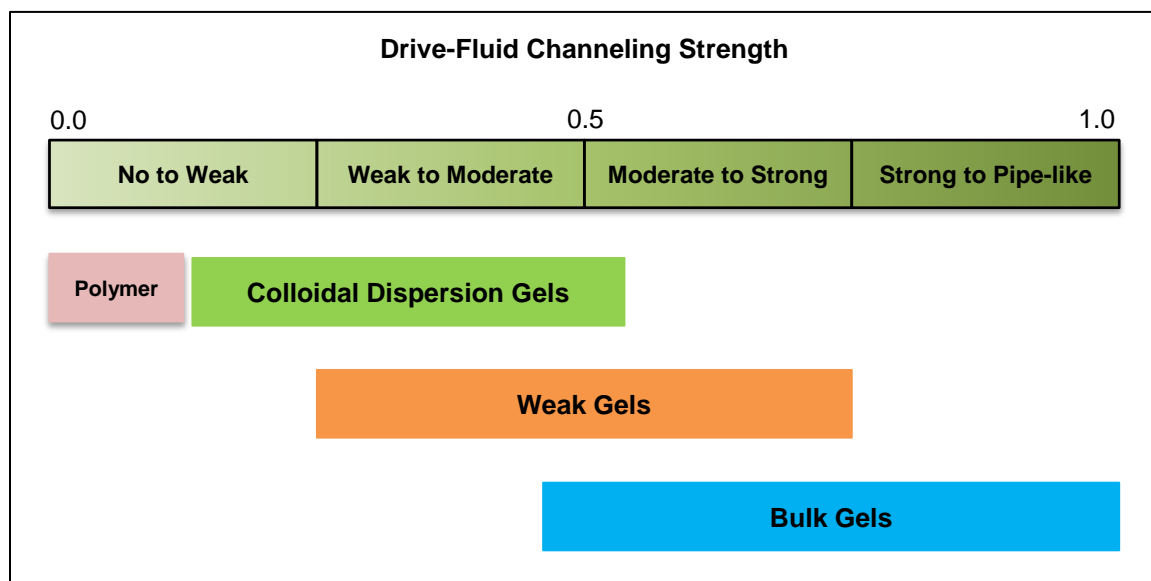 Drive-Fluid Channeling Strength
0.0 0.5 1.0
No to Weak Weak to Moderate Moderate to Strong Strong to Pipe-like
Polymer Colloidal Dispersion Gels
Weak Gels
Bulk Gels